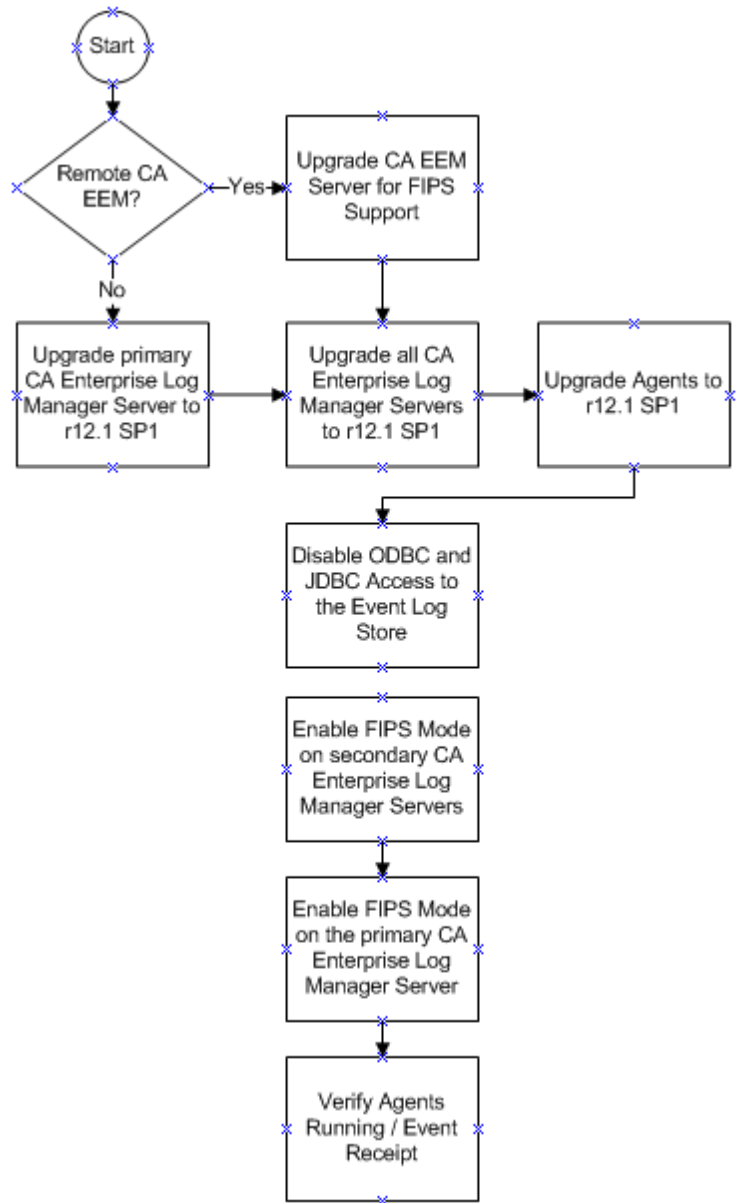 Start
Remote CA
EEM?
Yes
Upgrade CA EEM
Server for FIPS
Support
No
Upgrade primary
CA Enterprise Log
Manager Server to
r12.1 SP1
Upgrade all CA
Enterprise Log
Manager Servers
to r12.1 SP1
Upgrade Agents to
r12.1 SP1
Disable ODBC and
JDBC Access to
the Event Log
Store
Enable FIPS Mode
on secondary CA
Enterprise Log
Manager Servers
Enable FIPS Mode
on the primary CA
Enterprise Log
Manager Server
Verify Agents
Running / Event
Receipt